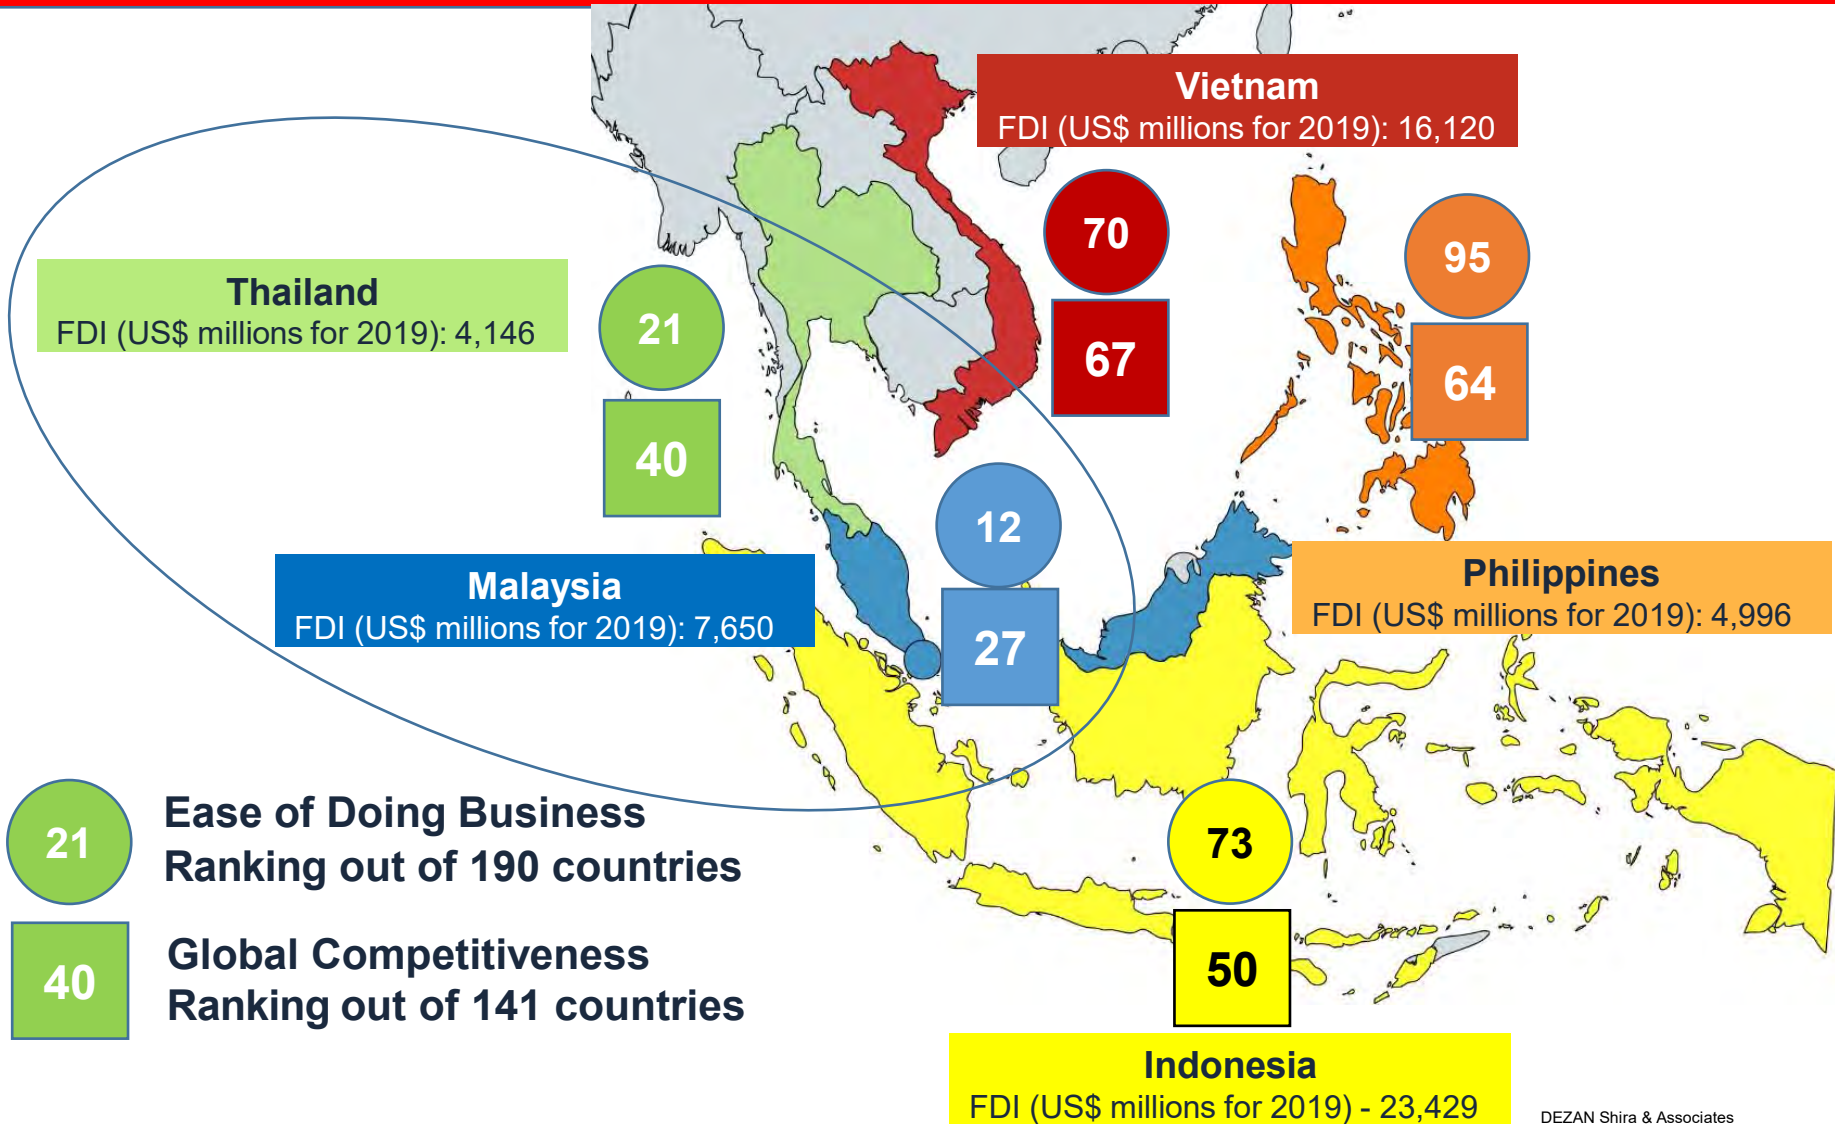 Vietnam
FDI (US$ millions for 2019): 16,120
70
67
95
64
Thailand
FDI (US$ millions for 2019): 4,146
21
40
12
27
Malaysia
FDI (US$ millions for 2019): 7,650
Philippines
FDI (US$ millions for 2019): 4,996
21
Ease of Doing Business
Ranking out of 190 countries
40
Global Competitiveness
Ranking out of 141 countries
73
50
Indonesia
FDI (US$ millions for 2019) - 23,429
DEZAN Shira & Associates